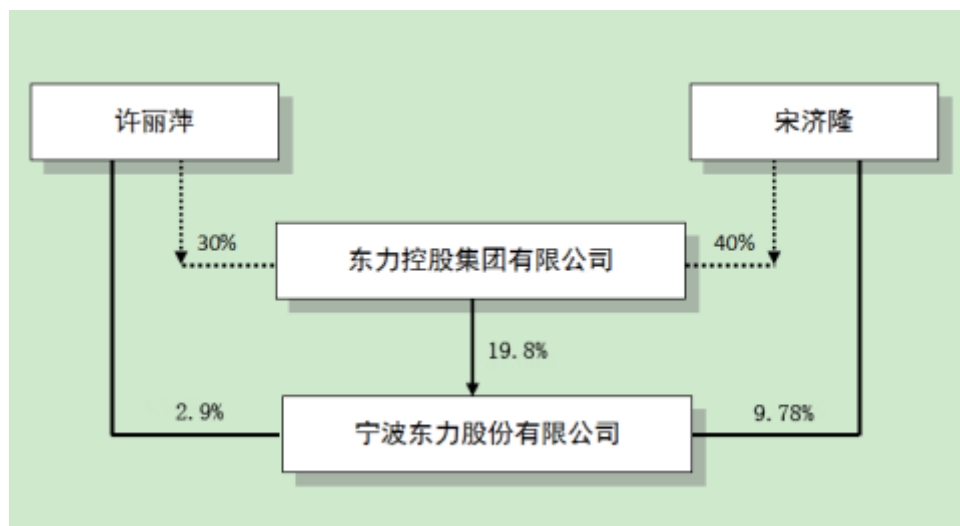 许丽萍
宋济隆
30%
东力控股集团有限公司
40%
19.8%
2.9%
宁波东力股份有限公司
9.78%